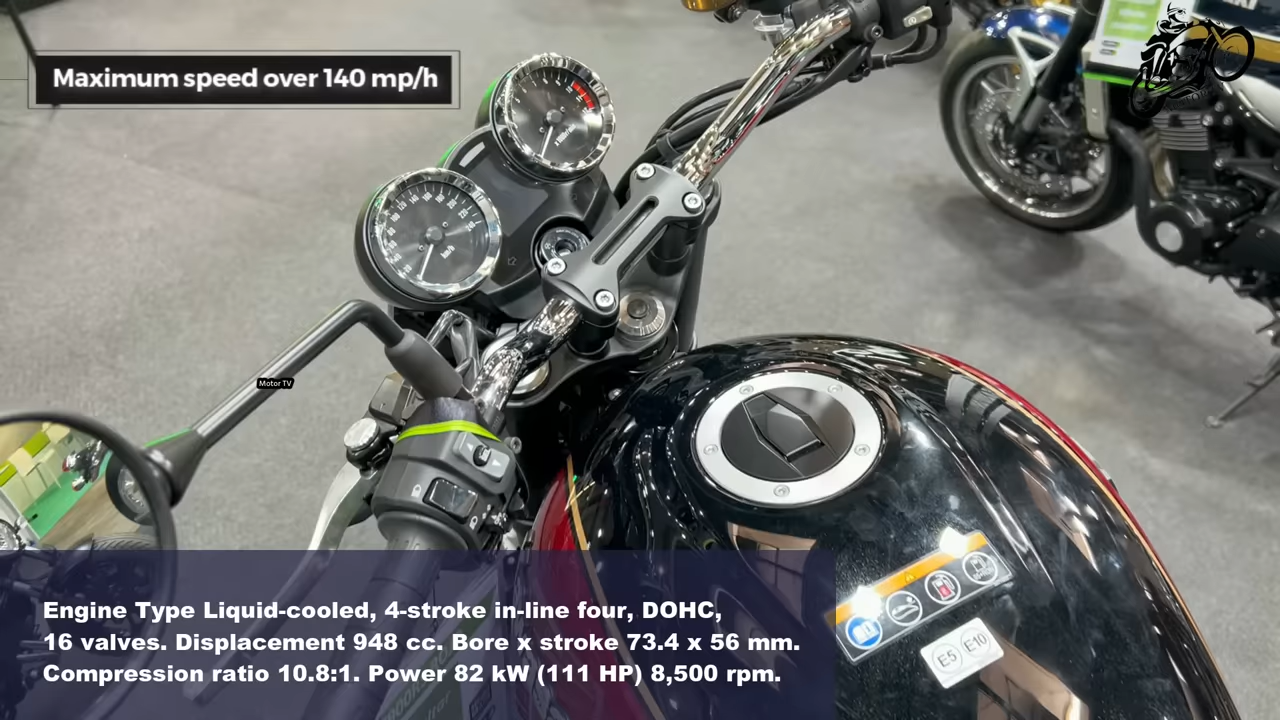 Maximum speed over 140 mp/h
km/h
Motor TV
Engine Type Liquid-cooled, 4-stroke in-line four, DOHC,
16 valves. Displacement 948 cc. Bore x stroke 73.4 x 56 mm.
Compression ratio 10.8:1. Power 82 kW (111 HP) 8,500 rpm.
E5 E10